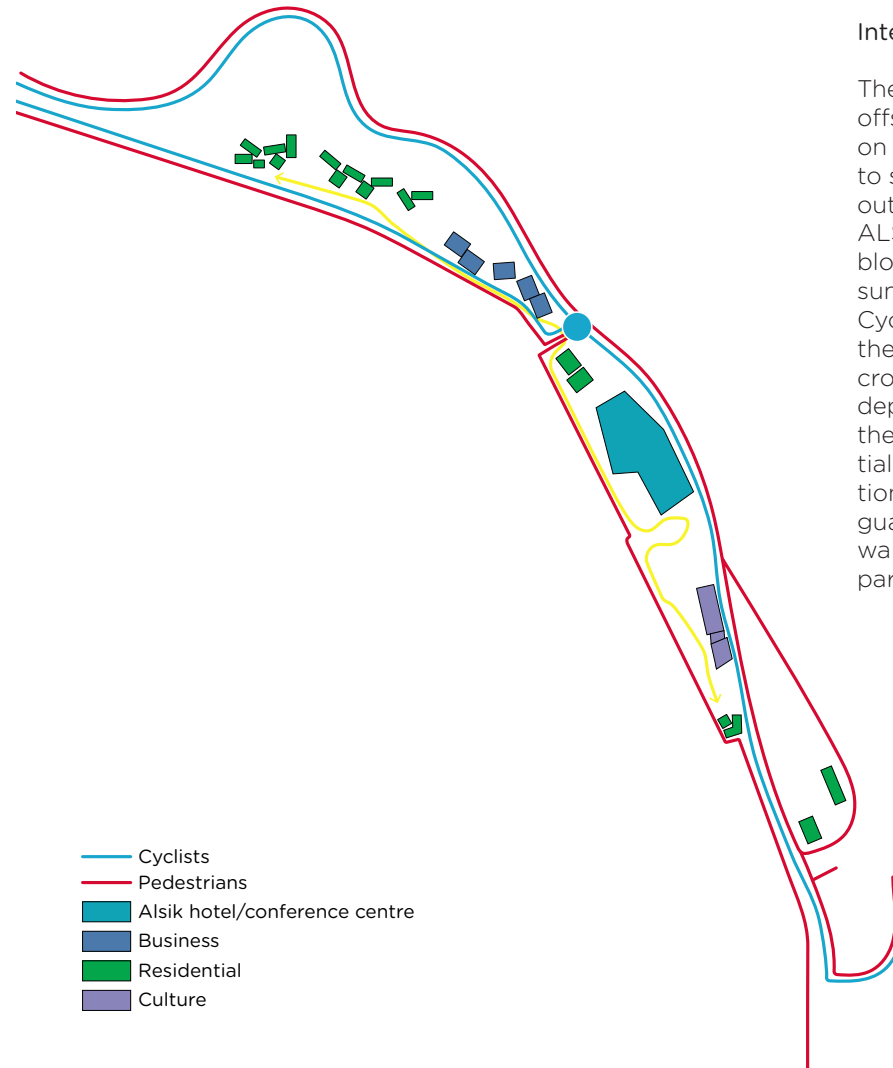 Inte
The
offs
on
to s
out
ALS
blo
sun
Cyc
the
cro
dep
the
tial
tion
gua
wa
par
Cyclists
Pedestrians
Alsik hotel/conference centre
Business
Residential
Culture